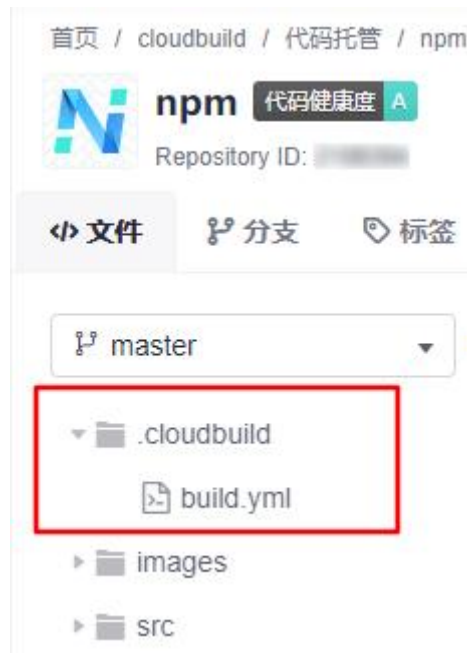 首页 / cloudbuild / 代码托管 / npm
npm 代码健康度 A
Repository ID:
文件 分支 标签
master
.cloudbuild
build.yml
images
src